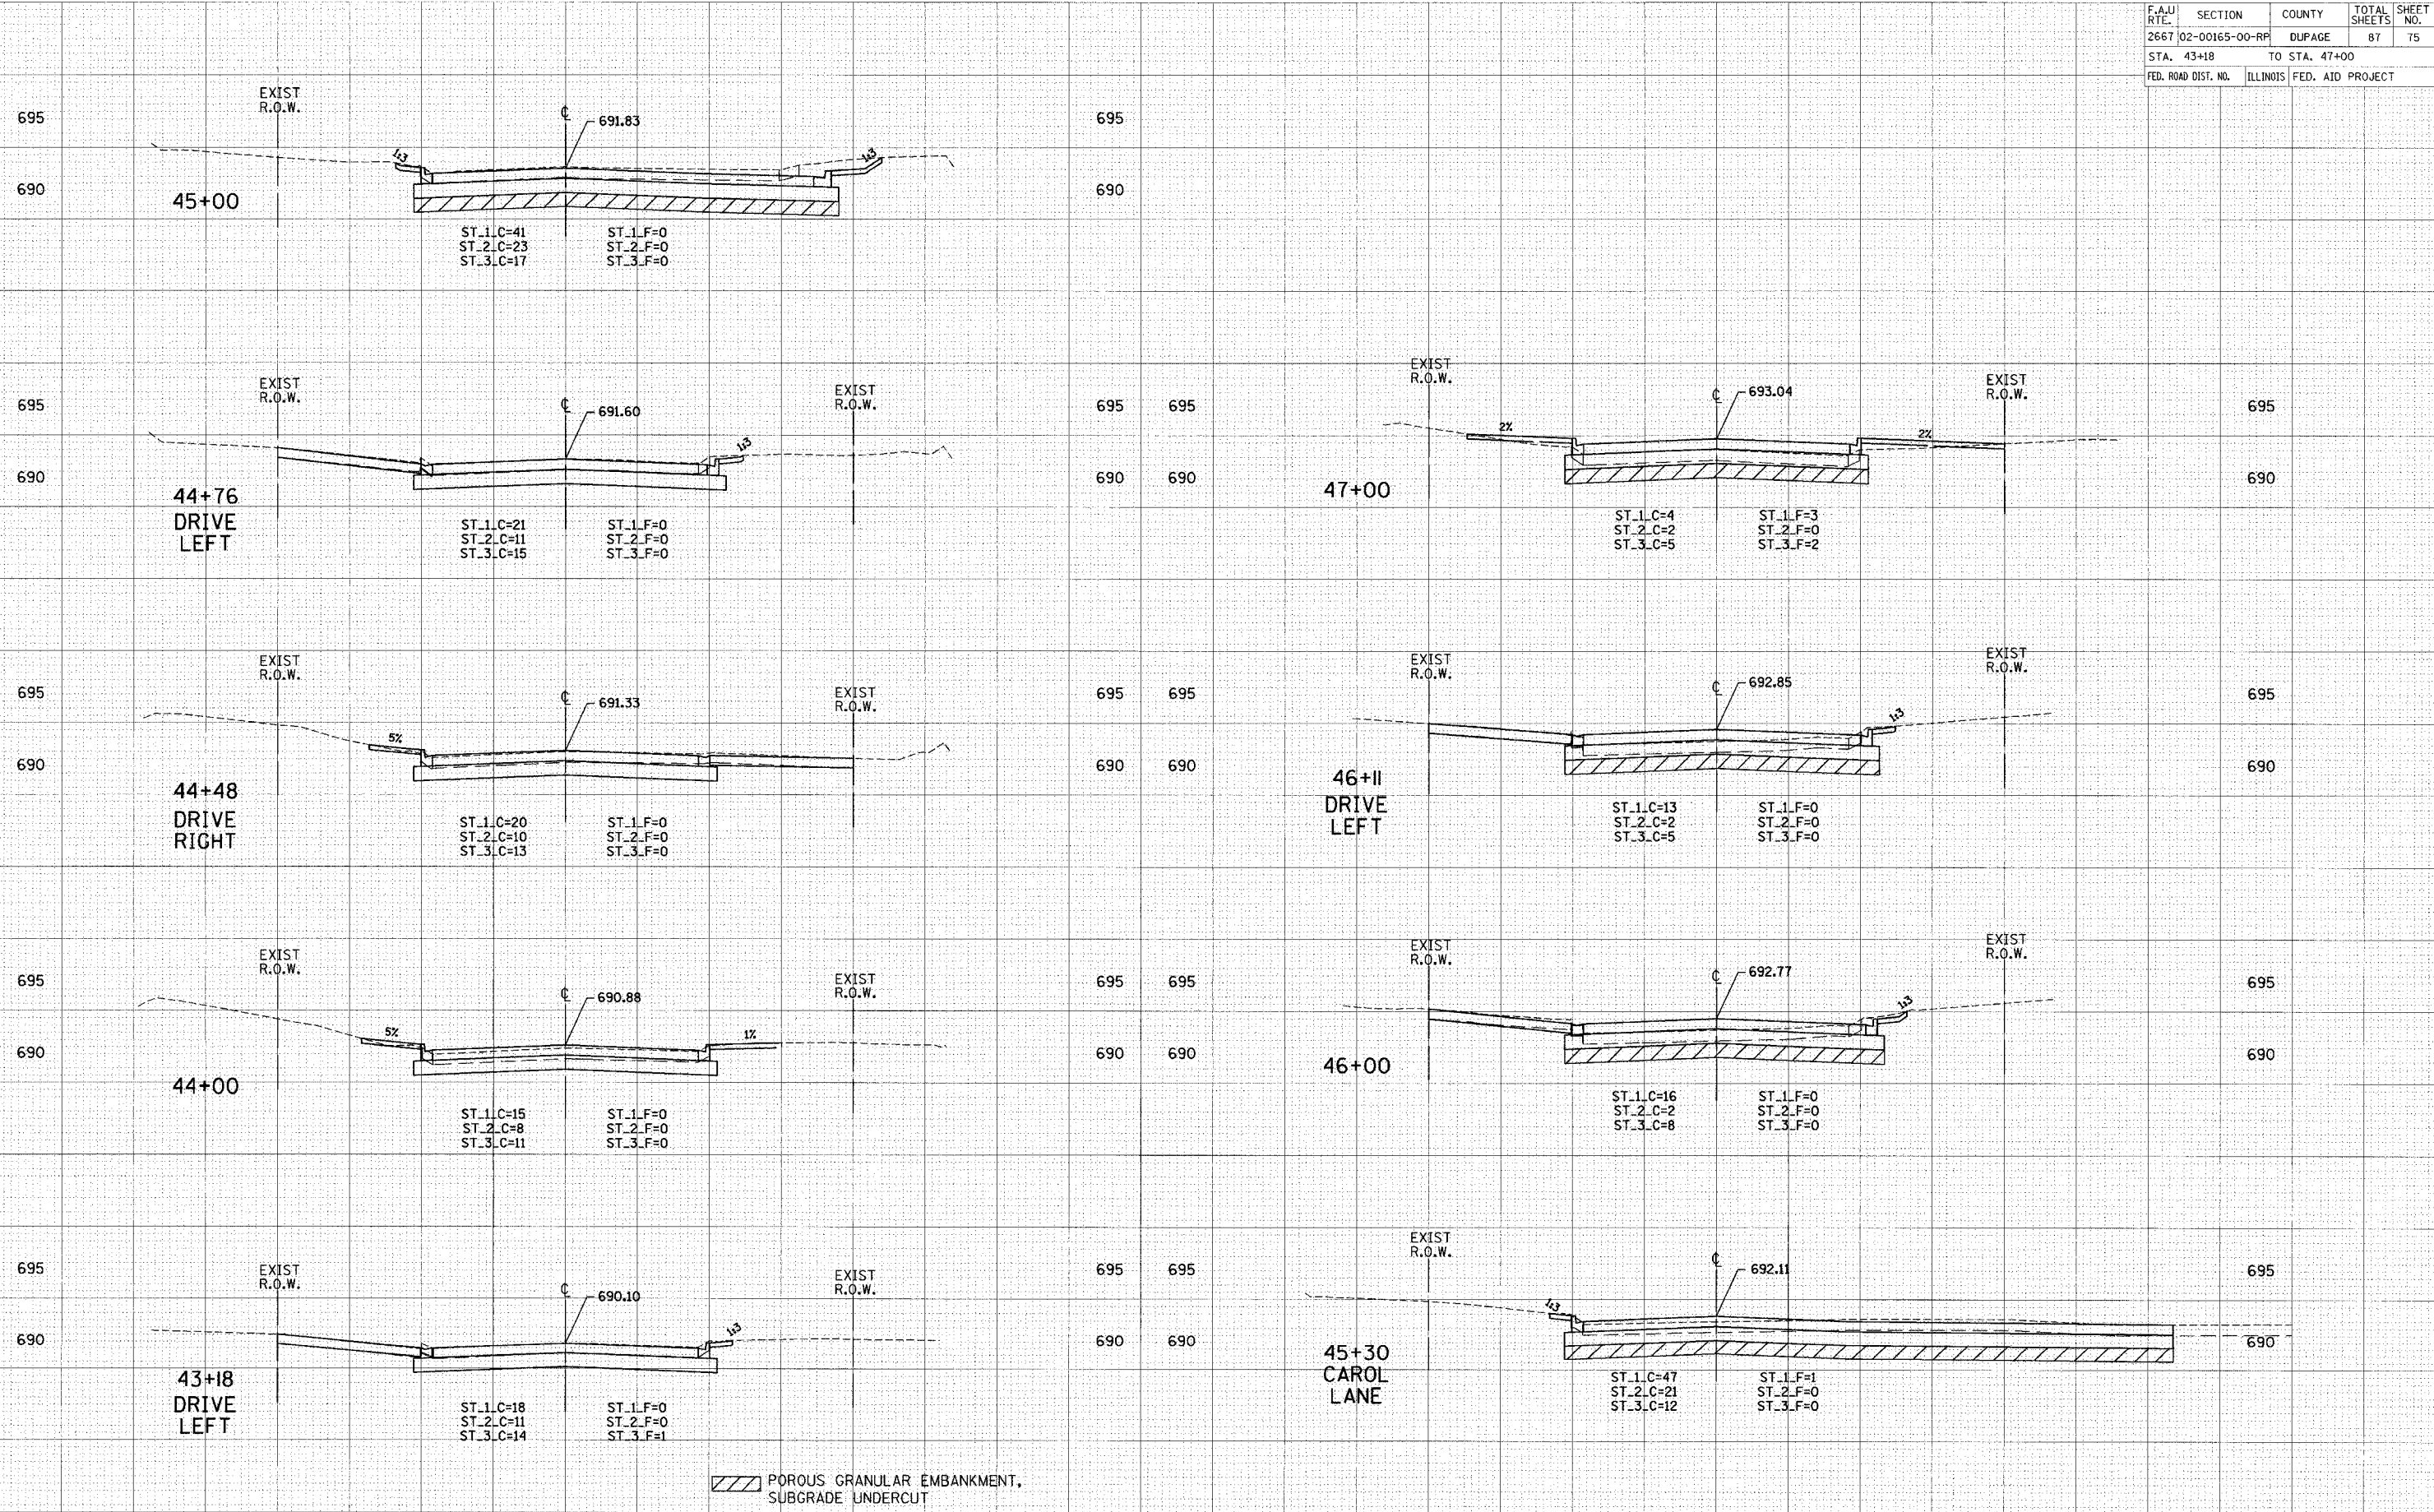 F.A.U RTE. SECTION COUNTY TOTAL SHEETS SHEET NO.
2667 02-00165-00-RP DUPAGE 87 75
STA. 43+18 TO STA. 47+00
FED. ROAD DIST. NO. ILLINOIS FED. AID PROJECT
EXIST
R.O.W.
℄
691.83
695
695
1:3
1:3
690
690
45+00
ST_1_C=41 ST_1_F=0
ST_2_C=23 ST_2_F=0
ST_3_C=17 ST_3_F=0
EXIST
R.O.W.
EXIST
R.O.W.
℄
691.60
695
695
1:3
690
690
44+76
DRIVE
LEFT
ST_1_C=21 ST_1_F=0
ST_2_C=11 ST_2_F=0
ST_3_C=15 ST_3_F=0
EXIST
R.O.W.
EXIST
R.O.W.
℄
691.33
695
695
5%
690
690
44+48
DRIVE
RIGHT
ST_1_C=20 ST_1_F=0
ST_2_C=10 ST_2_F=0
ST_3_C=13 ST_3_F=0
EXIST
R.O.W.
EXIST
R.O.W.
℄
690.88
695
695
5%
1%
690
690
44+00
ST_1_C=15 ST_1_F=0
ST_2_C=8 ST_2_F=0
ST_3_C=11 ST_3_F=0
EXIST
R.O.W.
EXIST
R.O.W.
℄
690.10
695
695
1:3
690
690
43+18
DRIVE
LEFT
ST_1_C=18 ST_1_F=0
ST_2_C=11 ST_2_F=0
ST_3_C=14 ST_3_F=1
EXIST
R.O.W.
EXIST
R.O.W.
℄
693.04
695
695
2%
2%
690
690
47+00
ST_1_C=4 ST_1_F=3
ST_2_C=2 ST_2_F=0
ST_3_C=5 ST_3_F=2
EXIST
R.O.W.
EXIST
R.O.W.
℄
692.85
695
695
1:3
690
690
46+11
DRIVE
LEFT
ST_1_C=13 ST_1_F=0
ST_2_C=2 ST_2_F=0
ST_3_C=5 ST_3_F=0
EXIST
R.O.W.
EXIST
R.O.W.
℄
692.77
695
695
1:3
690
690
46+00
ST_1_C=16 ST_1_F=0
ST_2_C=2 ST_2_F=0
ST_3_C=8 ST_3_F=0
EXIST
R.O.W.
℄
692.11
695
695
1:3
690
690
45+30
CAROL
LANE
ST_1_C=47 ST_1_F=1
ST_2_C=21 ST_2_F=0
ST_3_C=12 ST_3_F=0
POROUS GRANULAR EMBANKMENT,
SUBGRADE UNDERCUT